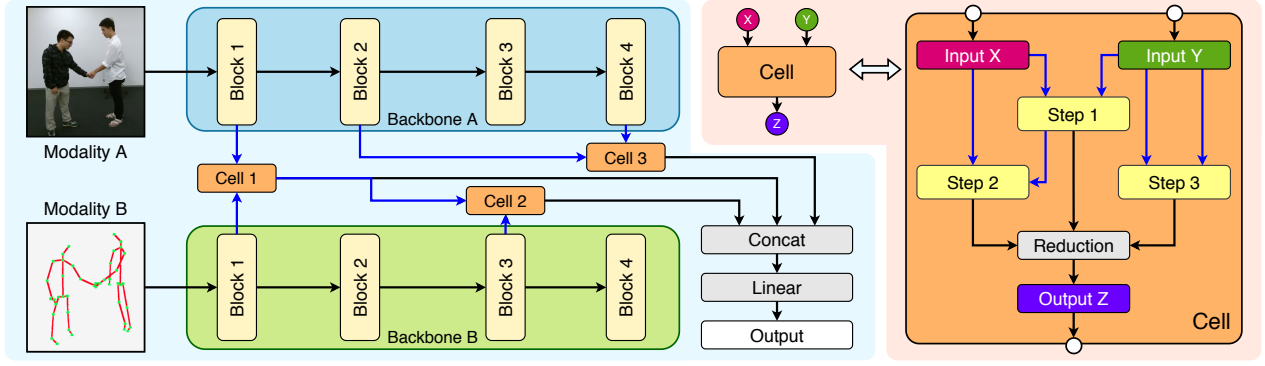 Modality A
Block 1
Block 2
Block 3
Block 4
Backbone A
Cell 1
Cell 2
Cell 3
Modality B
Block 1
Block 2
Block 3
Block 4
Backbone B
Concat
Linear
Output
X
Y
Cell
Z
Input X
Input Y
Step 1
Step 2
Step 3
Reduction
Output Z
Cell